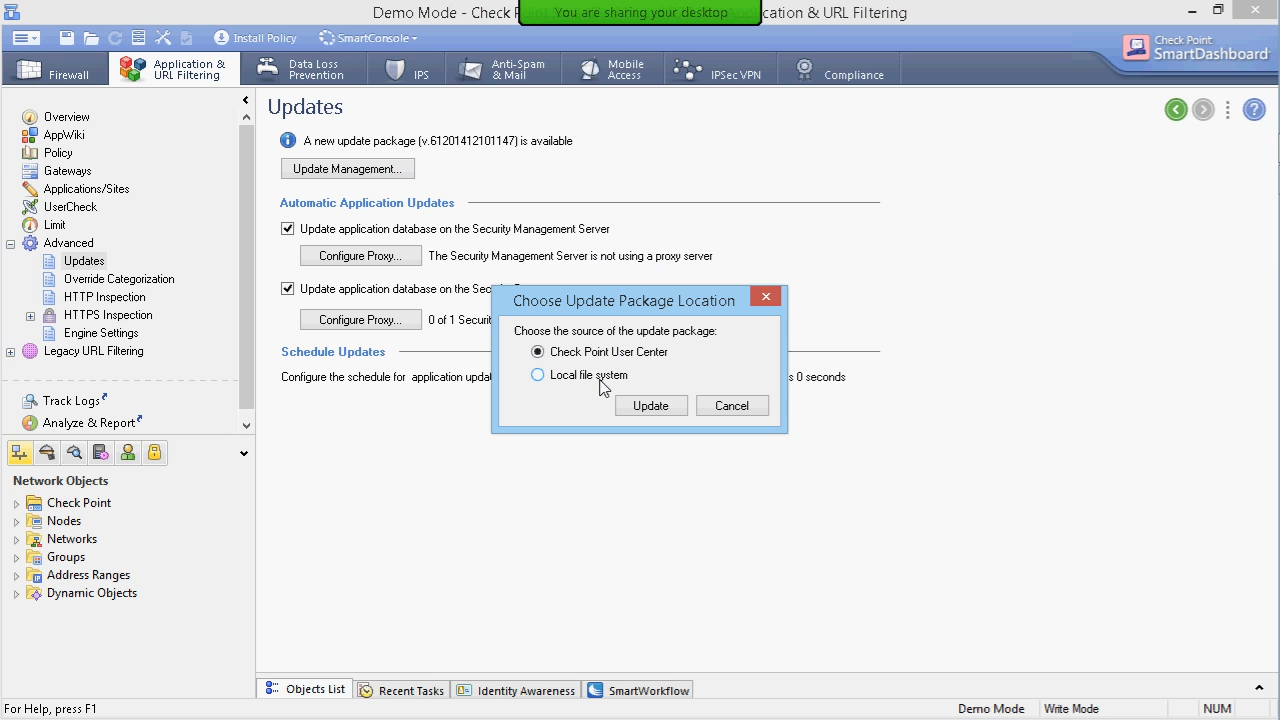 Demo Mode - Check P
You are sharing your desktop
lication & URL Filtering
Install Policy
SmartConsole
Check Point
SmartDashboard
Firewall
Application &
URL Filtering
Data Loss
Prevention
IPS
Anti-Spam
& Mail
Mobile
Access
IPSec VPN
Compliance
Overview
AppWiki
Policy
Gateways
Applications/Sites
UserCheck
Limit
Advanced
Updates
Override Categorization
HTTP Inspection
HTTPS Inspection
Engine Settings
Legacy URL Filtering
Track Logs
Analyze & Report
Network Objects
Check Point
Nodes
Networks
Groups
Address Ranges
Dynamic Objects
Updates
A new update package (v.61201412101147) is available
Update Management...
Automatic Application Updates
Update application database on the Security Management Server
Configure Proxy...
The Security Management Server is not using a proxy server
Update application database on the Sec
Configure Proxy...
0 of 1 Securit
Schedule Updates
Configure the schedule for application updat
s 0 seconds
Choose Update Package Location
Choose the source of the update package:
Check Point User Center
Local file system
Update
Cancel
Objects List
Recent Tasks
Identity Awareness
SmartWorkflow
For Help, press F1
Demo Mode
Write Mode
NUM